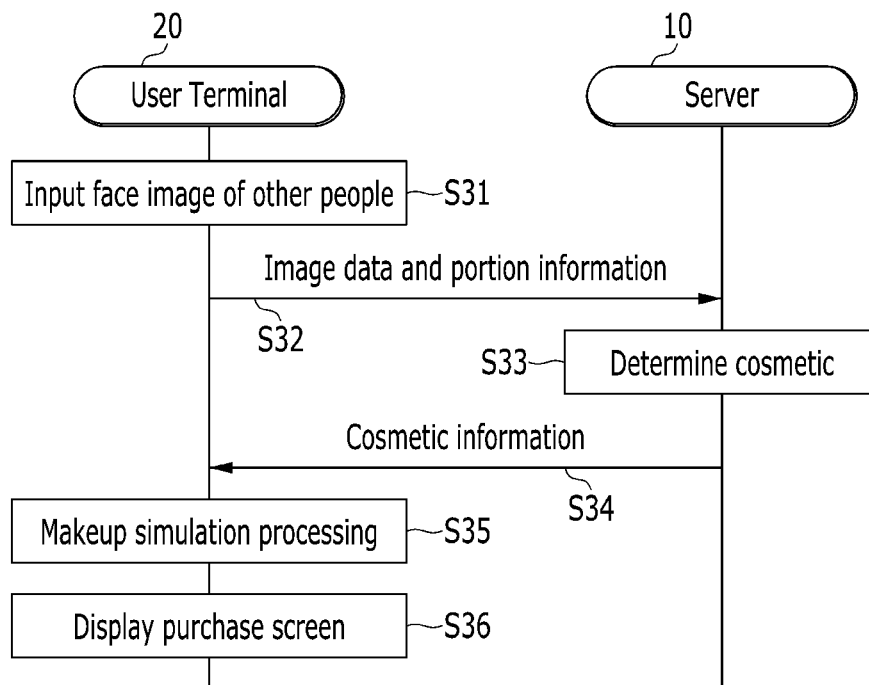 20
10
User Terminal
Server
Input face image of other people
S31
Image data and portion information
S32
S33
Determine cosmetic
Cosmetic information
S34
Makeup simulation processing
S35
Display purchase screen
S36